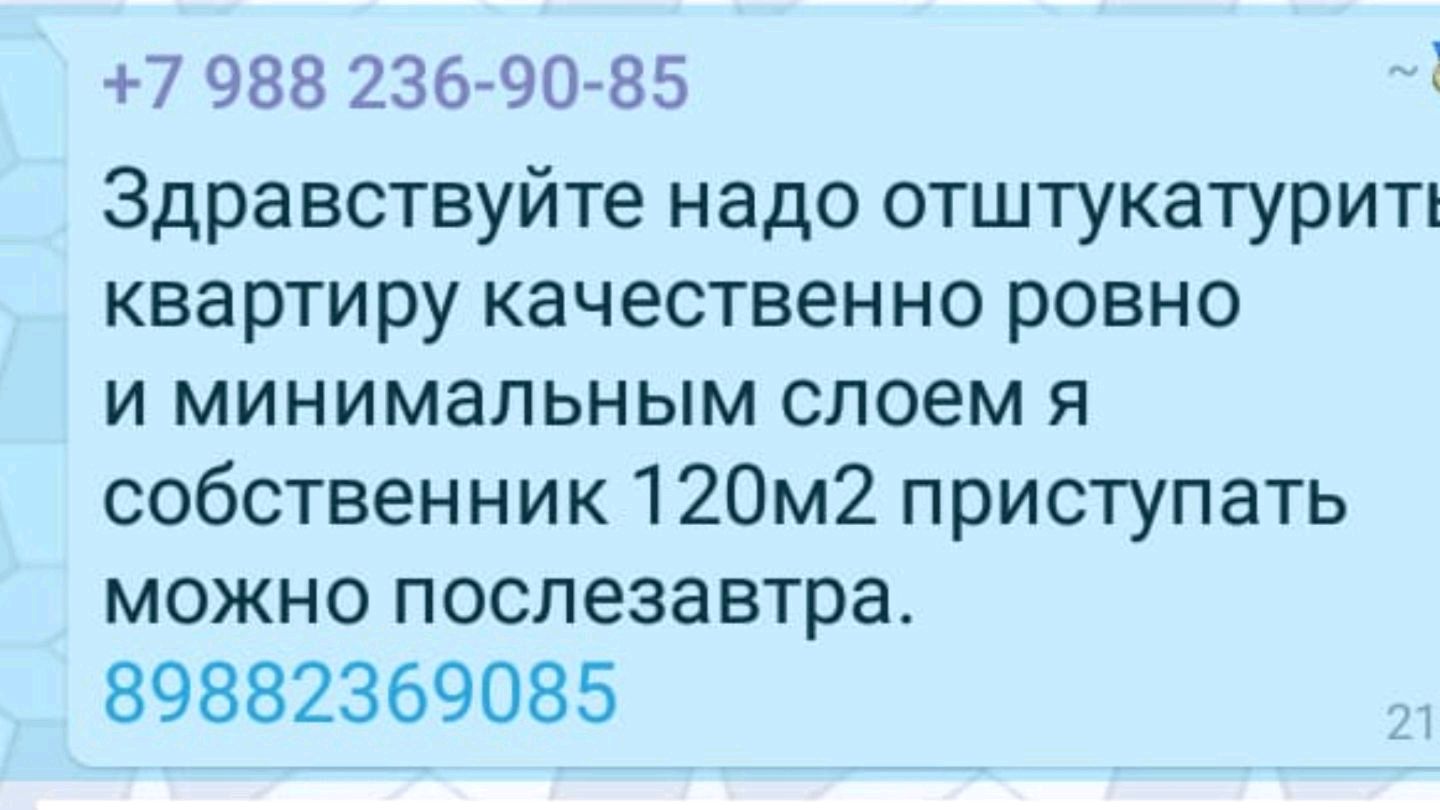 +7 988 236-90-85 ~
Здравствуйте надо отштукатурить
квартиру качественно ровно
и минимальным слоем я
собственник 120м2 приступать
можно послезавтра.
89882369085
21